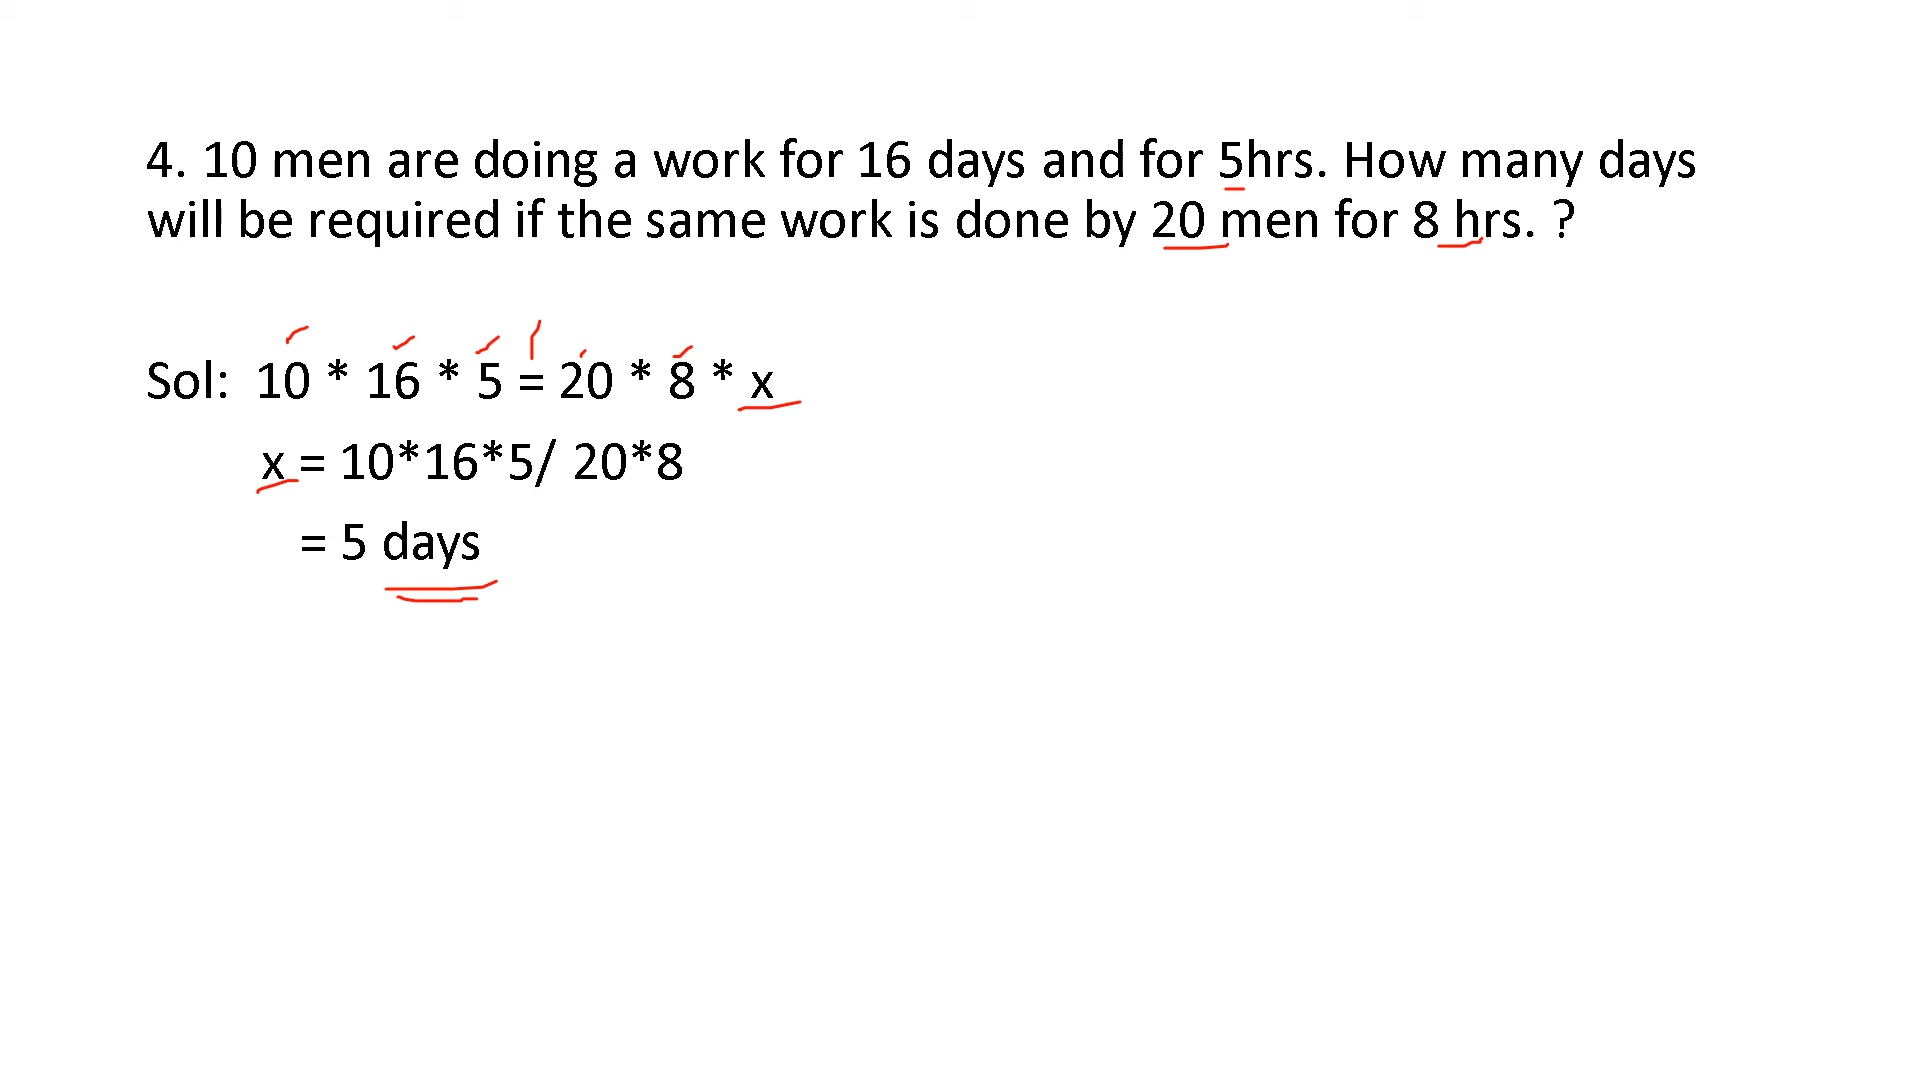 4. 10 men are doing a work for 16 days and for 5hrs. How many days
will be required if the same work is done by 20 men for 8 hrs. ?
Sol: 10 * 16 * 5 = 20 * 8 * x
x = 10*16*5/ 20*8
= 5 days